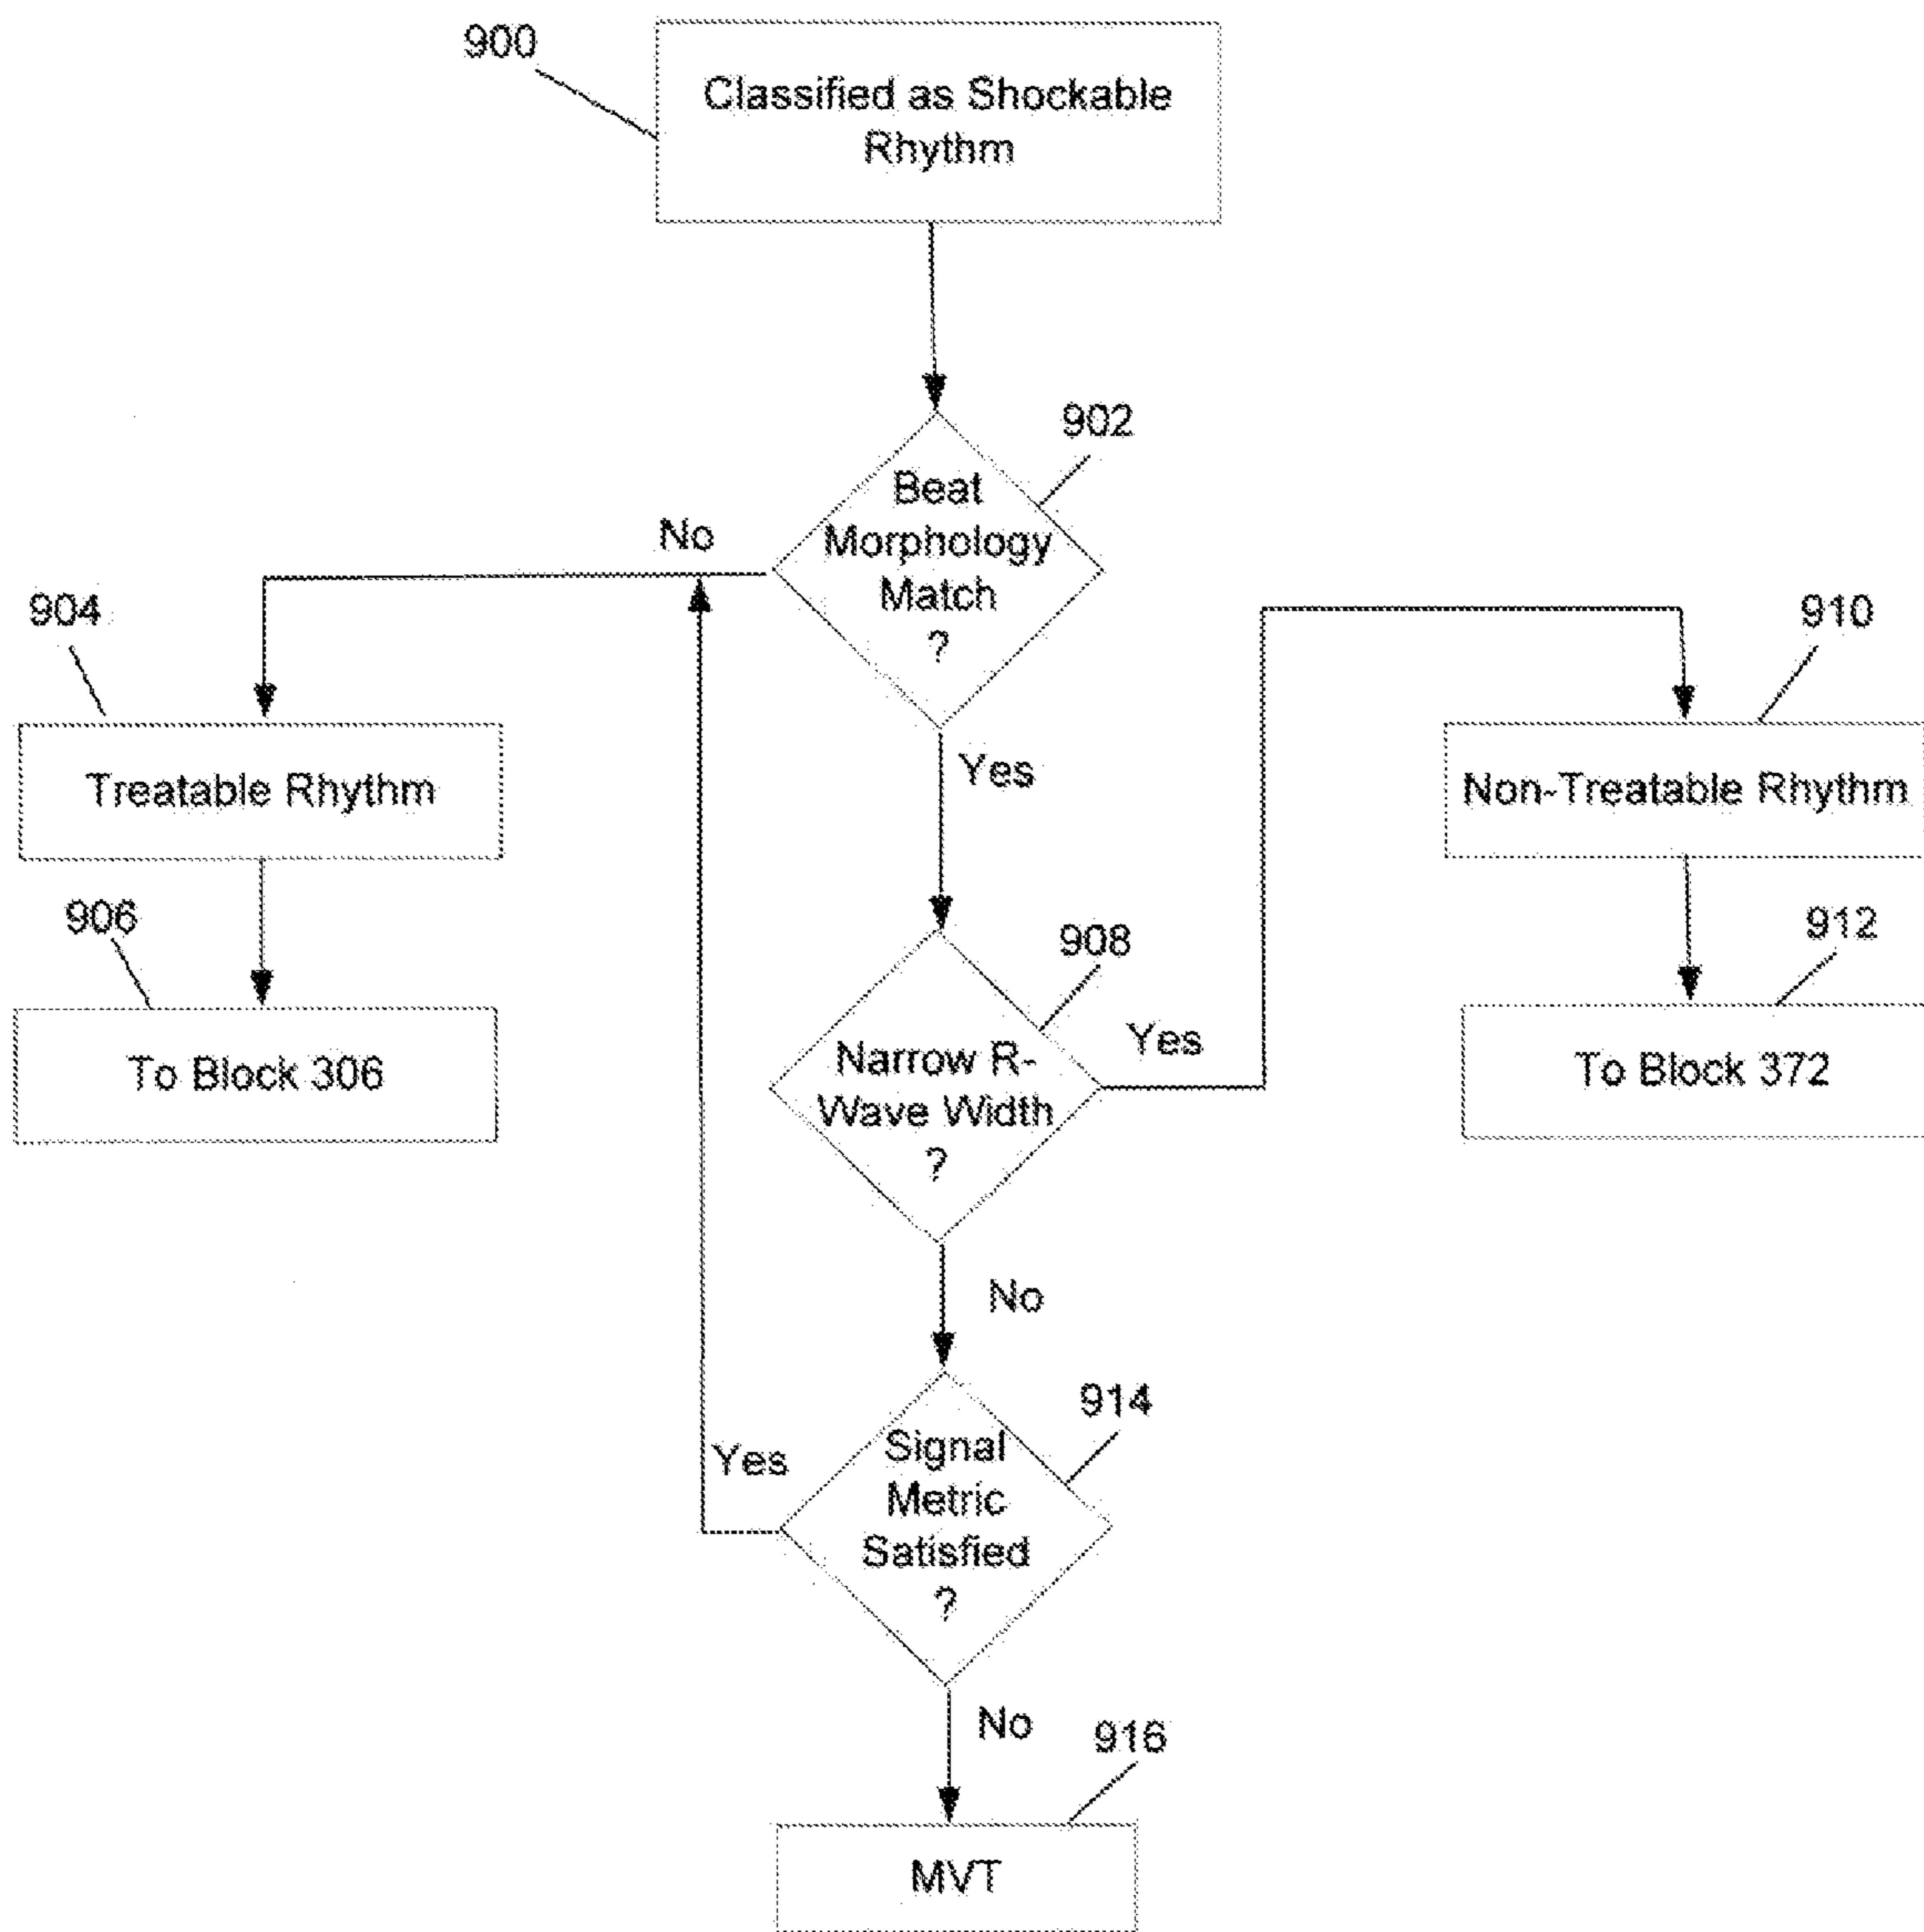 900
Classified as Shockable
Rhythm
902
Beat
Morphology
Match
?
No
Yes
904
Treatable Rhythm
906
To Block 306
910
Non-Treatable Rhythm
912
To Block 372
908
Narrow R-
Wave Width
?
Yes
No
914
Signal
Metric
Satisfied
?
Yes
No
916
MVT